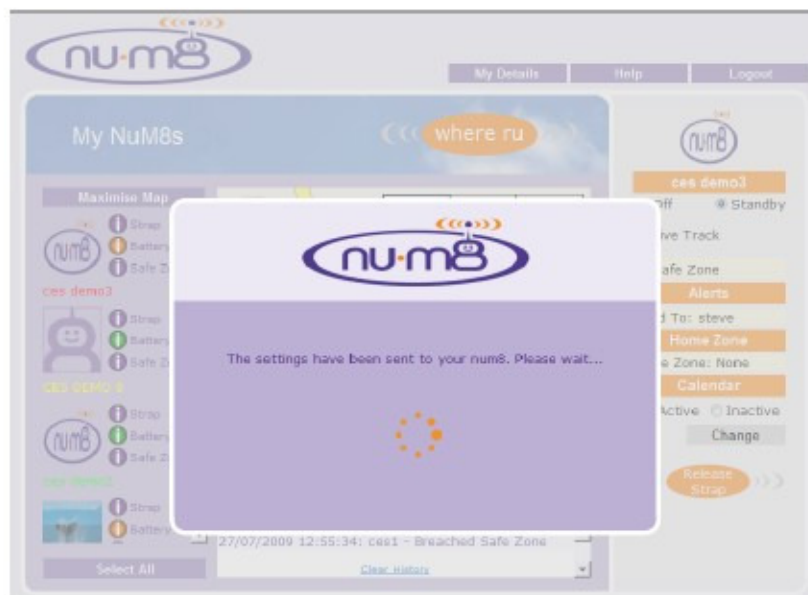 nu·m8
My Details Help Logout
My NuM8s
where ru
num8
Maximise Map
ces demo3
Off Standby
Strap
Battery
Safe Z
num8
ve Track
afe Zone
ces demo3
Alerts
d To: steve
Strap
Battery
Safe Z
Home Zone
e Zone: None
CES DEMO
Calendar
Active Inactive
Strap
Battery
Safe Z
num8
Change
Release
Strap
Strap
Battery
nu·m8
The settings have been sent to your num8. Please wait...
27/07/2009 12:55:34: ces1 - Breached Safe Zone
Select All
Clear History